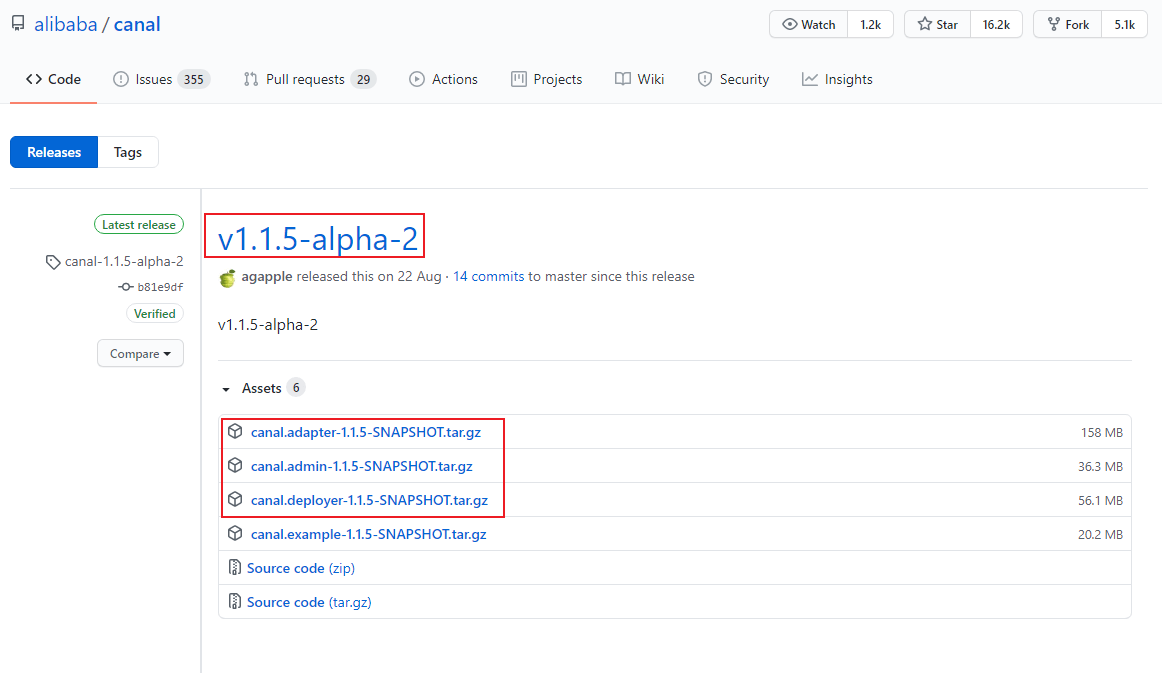 alibaba / canal
Watch 1.2k Star 16.2k Fork 5.1k
Code Issues 355 Pull requests 29 Actions Projects Wiki Security Insights
Releases Tags
Latest release
canal-1.1.5-alpha-2
b81e9df
Verified
Compare
v1.1.5-alpha-2
agapple released this on 22 Aug · 14 commits to master since this release
v1.1.5-alpha-2
Assets 6
canal.adapter-1.1.5-SNAPSHOT.tar.gz 158 MB
canal.admin-1.1.5-SNAPSHOT.tar.gz 36.3 MB
canal.deployer-1.1.5-SNAPSHOT.tar.gz 56.1 MB
canal.example-1.1.5-SNAPSHOT.tar.gz 20.2 MB
Source code (zip)
Source code (tar.gz)